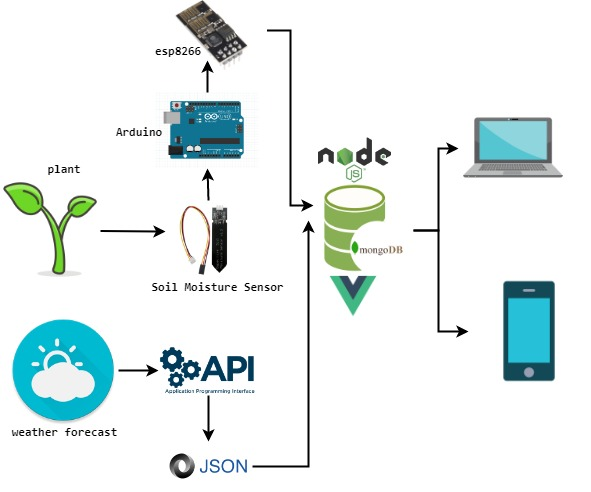 esp8266
Arduino
plant
node
JS
mongoDB
Soil Moisture Sensor
API
Application Programming Interface
weather forecast
JSON